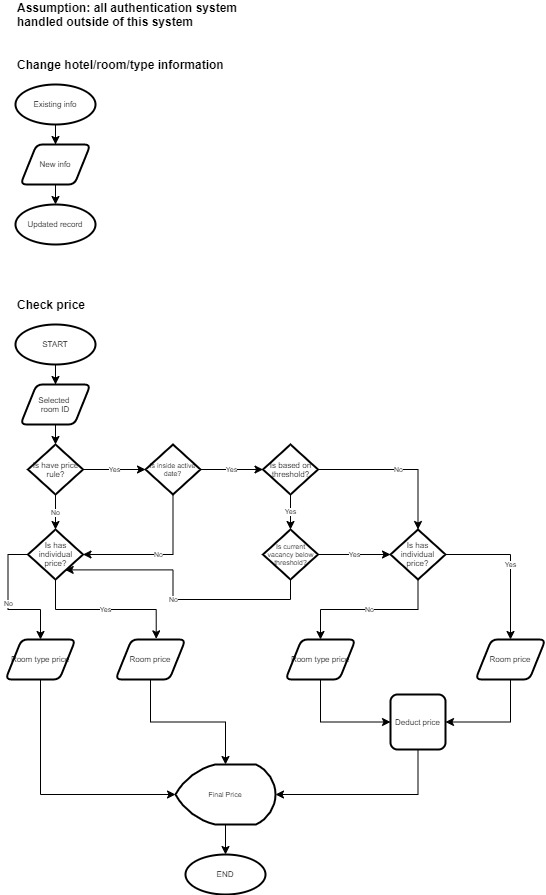 Assumption: all authentication system
handled outside of this system
Change hotel/room/type information
Existing info
New info
Updated record
Check price
START
Selected
room ID
Is have price
rule?
Yes
Is inside active
date?
Yes
Is based on
threshold?
No
No
Yes
Is has
individual
price?
No
Is current
vacancy below
threshold?
Yes
Is has
individual
price?
Yes
No
No
Yes
No
Room type price
Room price
Room type price
Room price
Deduct price
Final Price
END